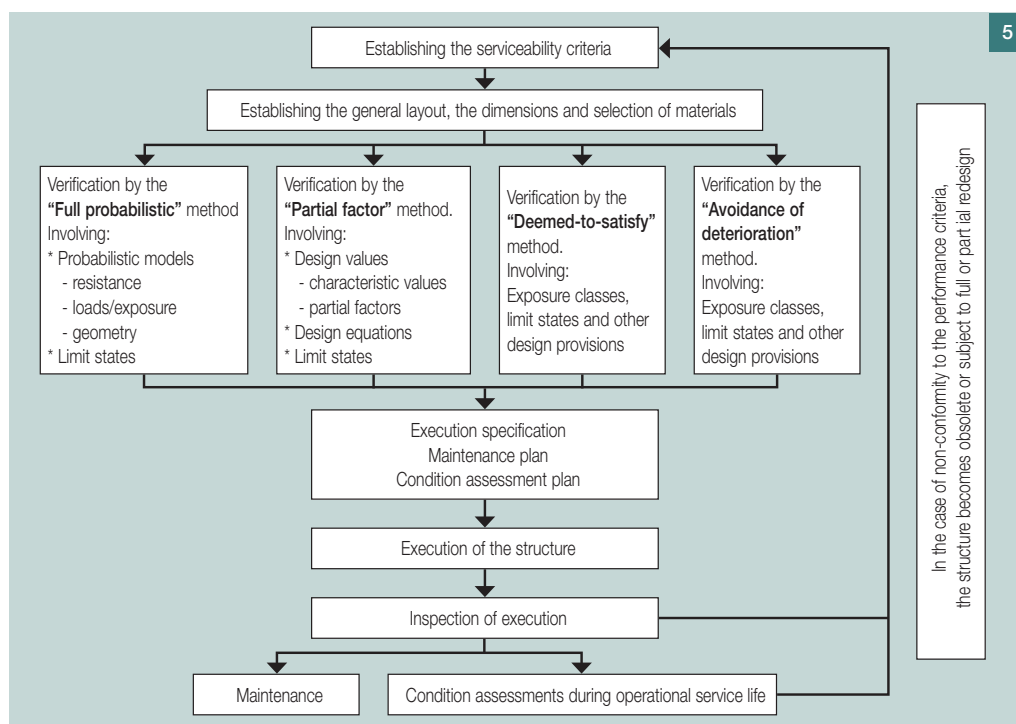 5
Establishing the serviceability criteria
Establishing the general layout, the dimensions and selection of materials
Verification by the
“Full probabilistic” method
Involving:
* Probabilistic models
- resistance
- loads/exposure
- geometry
* Limit states
Verification by the
“Partial factor” method.
Involving:
* Design values
- characteristic values
- partial factors
* Design equations
* Limit states
Verification by the
“Deemed-to-satisfy”
method.
Involving:
Exposure classes,
limit states and other
design provisions
Verification by the
“Avoidance of
deterioration”
method.
Involving:
Exposure classes,
limit states and other
design provisions
Execution specification
Maintenance plan
Condition assessment plan
Execution of the structure
Inspection of execution
Maintenance
Condition assessments during operational service life
In the case of non-conformity to the performance criteria,
the structure becomes obsolete or subject to full or part ial redesign